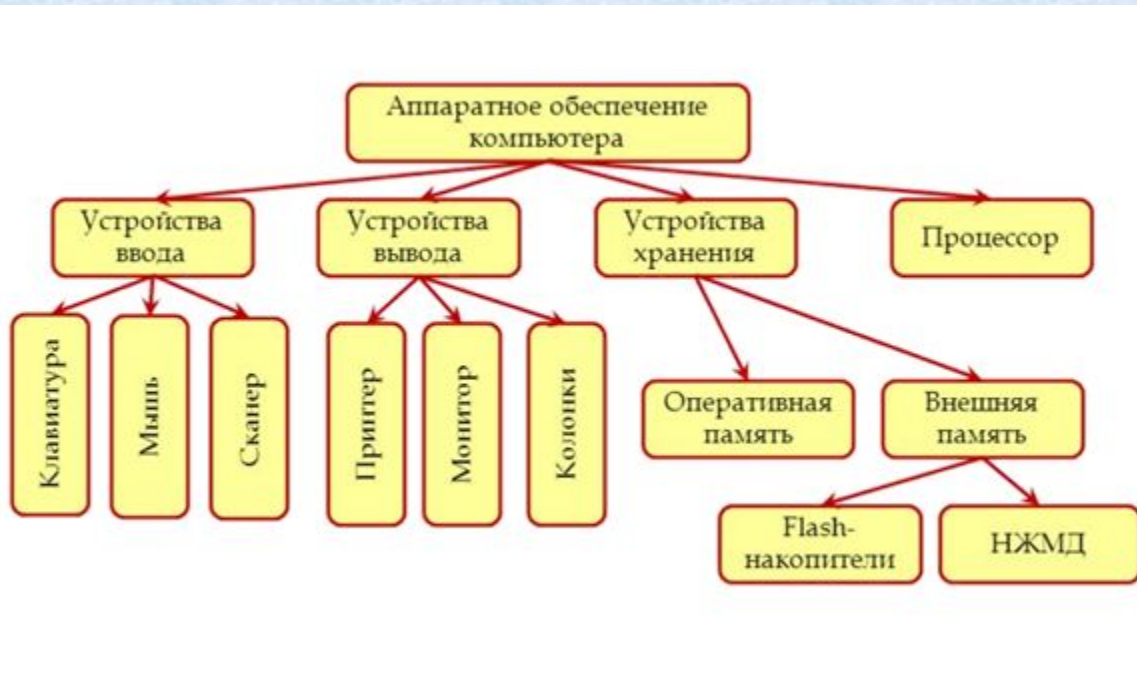 Аппаратное обеспечение
компьютера
Устройства
ввода
Устройства
вывода
Устройства
хранения
Процессор
Клавиатура
Мышь
Сканер
Принтер
Монитор
Колонки
Оперативная
память
Внешняя
память
Flash-
накопители
НЖМД